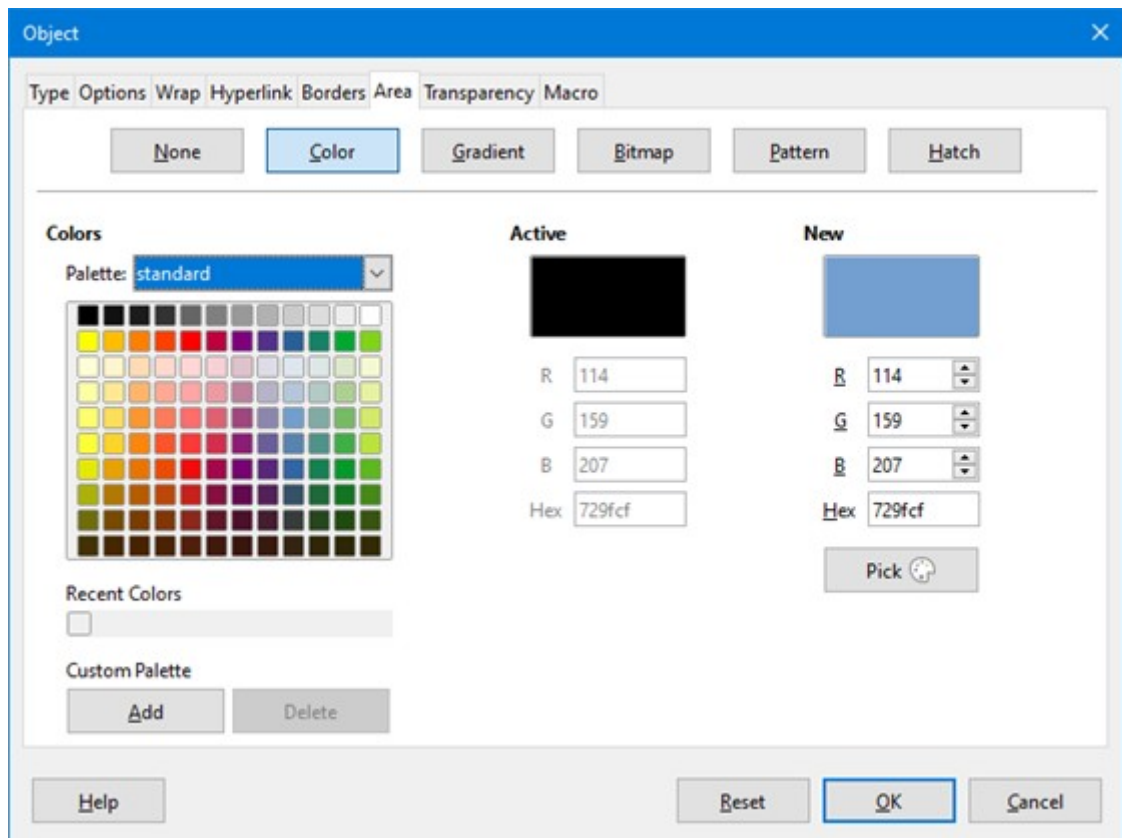 Object
Type Options Wrap Hyperlink Borders Area Transparency Macro
None Color Gradient Bitmap Pattern Hatch
Colors Active New
Palette: standard
R 114 R 114
G 159 G 159
B 207 B 207
Hex 729fcf Hex 729fcf
Pick
Recent Colors
Custom Palette
Add Delete
Help Reset OK Cancel